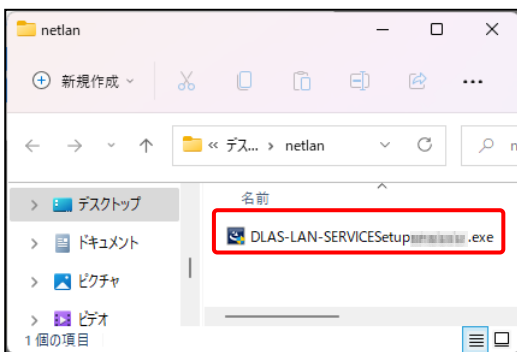 netlan
新規作成
« デス... > netlan
n
名前
デスクトップ
ドキュメント
ピクチャ
ビデオ
DLAS-LAN-SERVICESetup .exe
1 個の項目